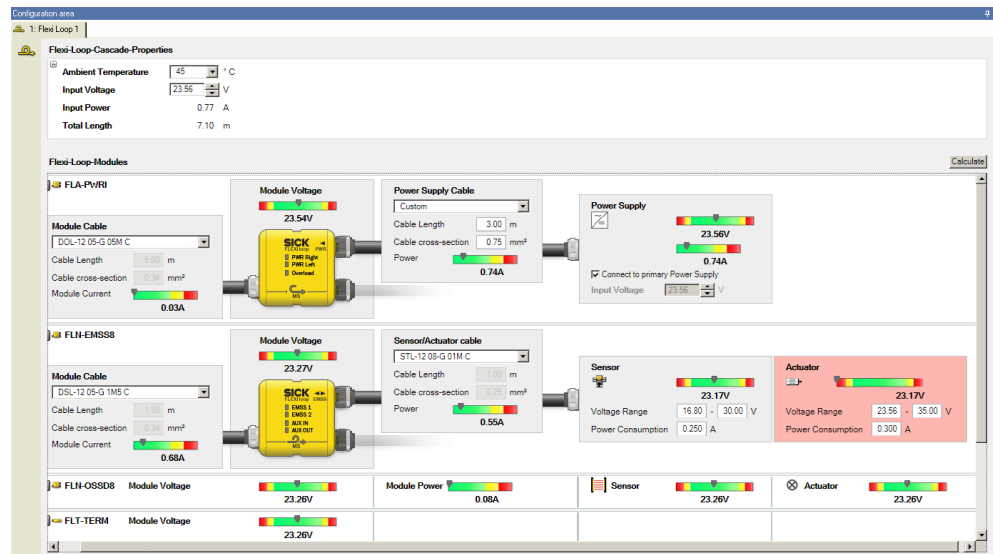 Configuration area
1: Flexi Loop 1
Flexi-Loop-Cascade-Properties
Ambient Temperature 45 ° C
Input Voltage 23.56 V
Input Power 0.77 A
Total Length 7.10 m
Flexi-Loop-Modules Calculate
FLA-PWRI
Module Voltage
23.54V
Power Supply Cable
Custom
Cable Length 3.00 m
Cable cross-section 0.75 mm²
Power
0.74A
Power Supply
23.56V
0.74A
Connect to primary Power Supply
Input Voltage 23.56 V
Module Cable
DOL-12 05-G 05M C
Cable Length 5.00 m
Cable cross-section 0.34 mm²
Module Current
0.03A
SICK
FLEXI loop PWR
PWR Right
PWR Left
Overload
MS
FLN-EMSS8
Module Voltage
23.27V
Sensor/Actuator cable
STL-12 08-G 01M C
Cable Length 1.00 m
Cable cross-section 0.25 mm²
Power
0.55A
Sensor
23.17V
Voltage Range 16.80 - 30.00 V
Power Consumption 0.250 A
Actuator
23.17V
Voltage Range 23.56 - 35.00 V
Power Consumption 0.300 A
Module Cable
DSL-12 05-G 1M5 C
Cable Length 1.50 m
Cable cross-section 0.34 mm²
Module Current
0.68A
SICK
FLEXI loop EMSS
EMSS 1
EMSS 2
AUX IN
AUX OUT
MS
FLN-OSSD8 Module Voltage
23.26V
Module Power
0.08A
Sensor
23.26V
Actuator
23.26V
FLT-TERM Module Voltage
23.26V